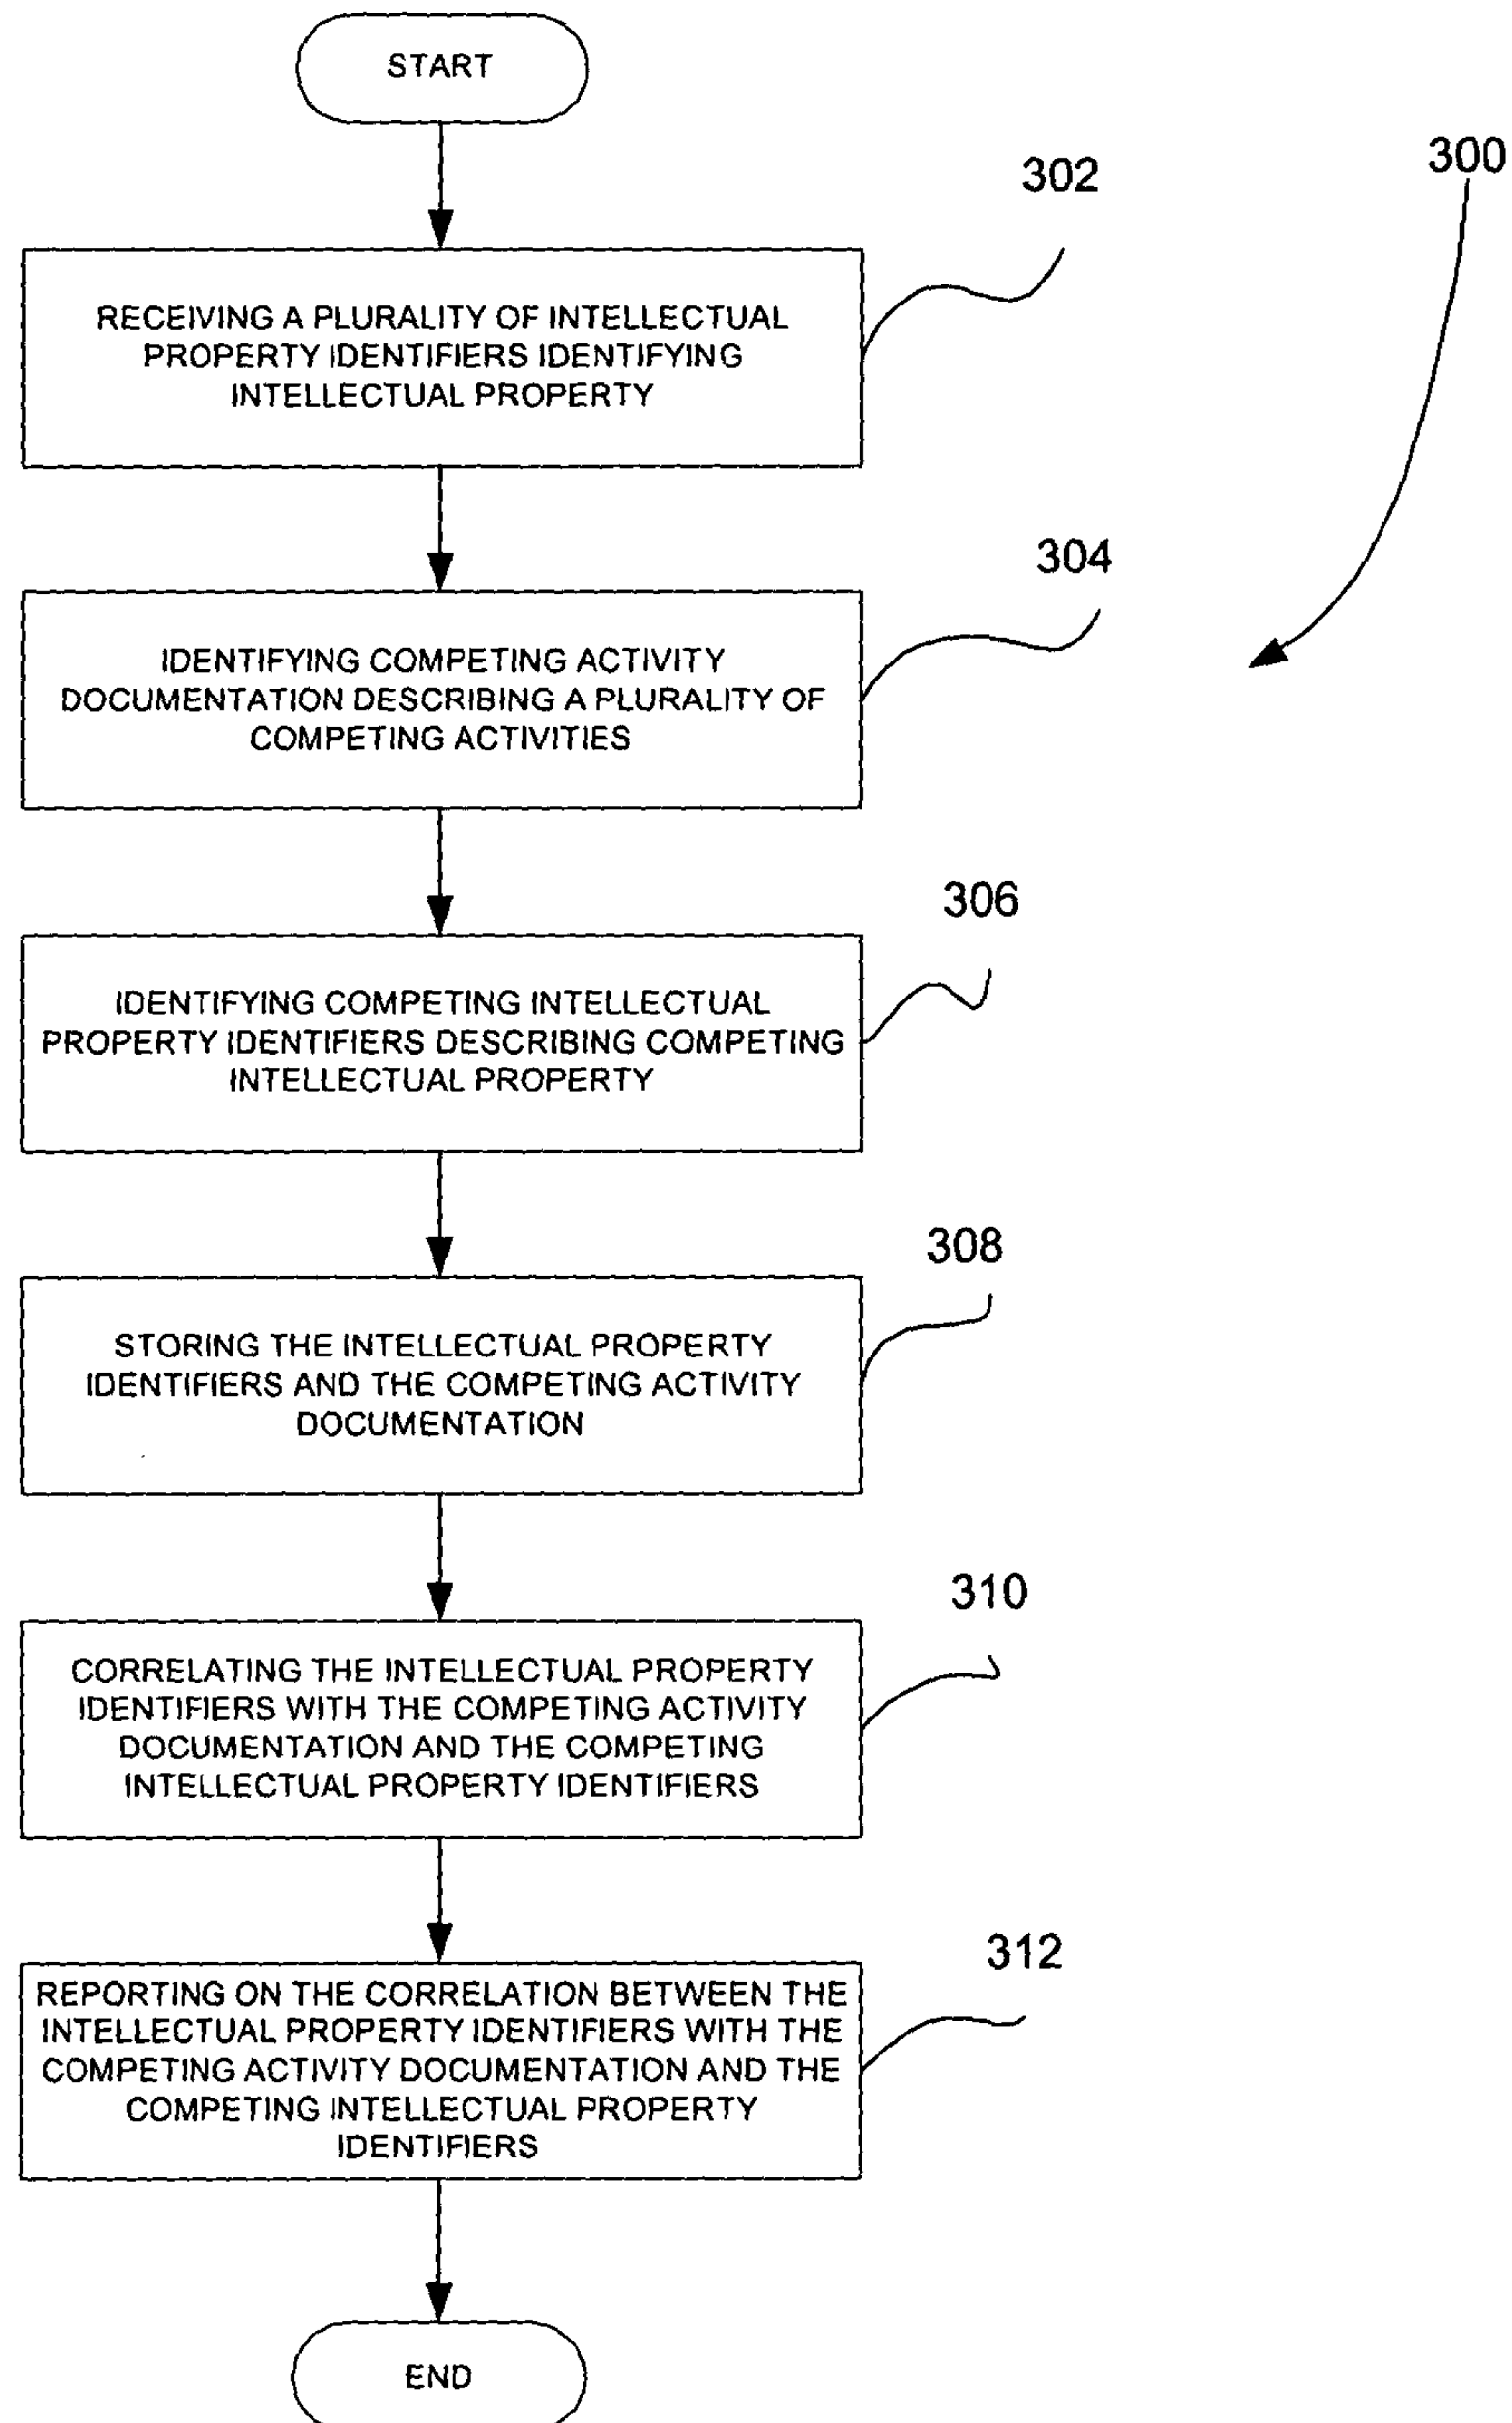 START
302
300
RECEIVING A PLURALITY OF INTELLECTUAL
PROPERTY IDENTIFIERS IDENTIFYING
INTELLECTUAL PROPERTY
304
IDENTIFYING COMPETING ACTIVITY
DOCUMENTATION DESCRIBING A PLURALITY OF
COMPETING ACTIVITIES
306
IDENTIFYING COMPETING INTELLECTUAL
PROPERTY IDENTIFIERS DESCRIBING COMPETING
INTELLECTUAL PROPERTY
308
STORING THE INTELLECTUAL PROPERTY
IDENTIFIERS AND THE COMPETING ACTIVITY
DOCUMENTATION
310
CORRELATING THE INTELLECTUAL PROPERTY
IDENTIFIERS WITH THE COMPETING ACTIVITY
DOCUMENTATION AND THE COMPETING
INTELLECTUAL PROPERTY IDENTIFIERS
312
REPORTING ON THE CORRELATION BETWEEN THE
INTELLECTUAL PROPERTY IDENTIFIERS WITH THE
COMPETING ACTIVITY DOCUMENTATION AND THE
COMPETING INTELLECTUAL PROPERTY
IDENTIFIERS
END